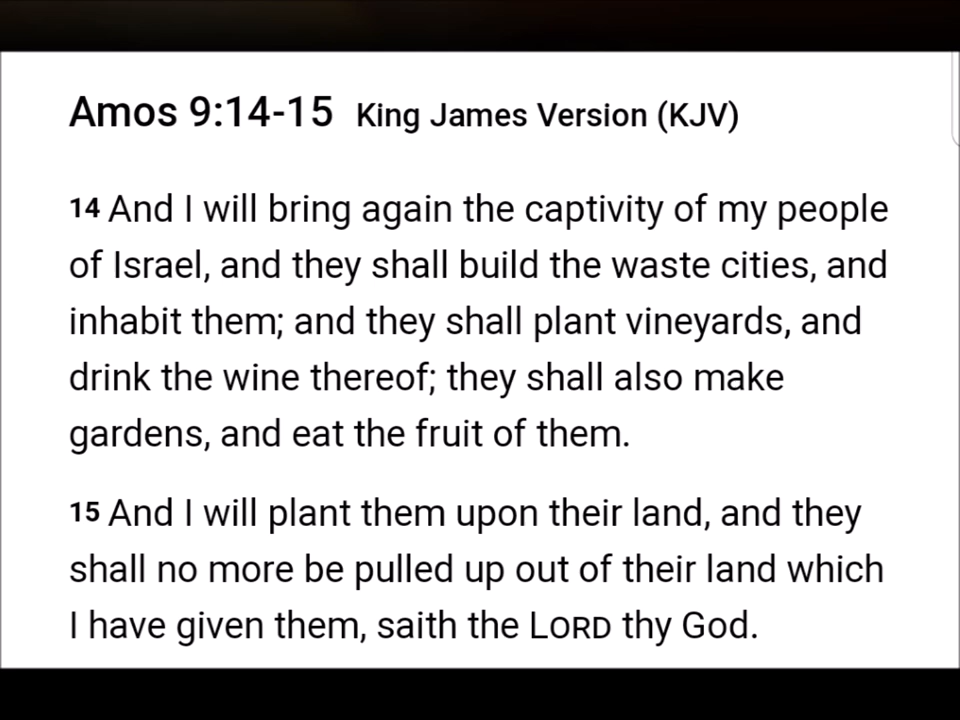 Amos 9:14-15 King James Version (KJV)
14 And I will bring again the captivity of my people
of Israel, and they shall build the waste cities, and
inhabit them; and they shall plant vineyards, and
drink the wine thereof; they shall also make
gardens, and eat the fruit of them.
15 And I will plant them upon their land, and they
shall no more be pulled up out of their land which
I have given them, saith the LORD thy God.